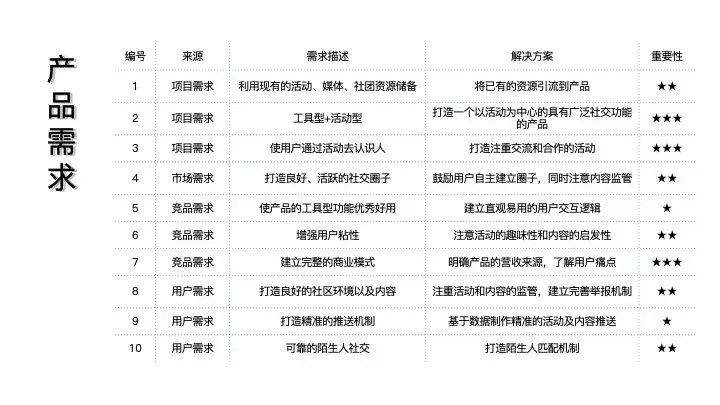 产品需求
编号 来源 需求描述 解决方案 重要性
1 项目需求 利用现有的活动、媒体、社团资源储备 将已有的资源引流到产品 ★★
2 项目需求 工具型+活动型 打造一个以活动为中心的具有广泛社交功能
的产品 ★★★
3 项目需求 使用户通过活动去认识人 打造注重交流和合作的活动 ★★★
4 市场需求 打造良好、活跃的社交圈子 鼓励用户自主建立圈子，同时注意内容监管 ★★
5 竞品需求 使产品的工具型功能优秀好用 建立直观易用的用户交互逻辑 ★
6 竞品需求 增强用户粘性 注意活动的趣味性和内容的启发性 ★★
7 竞品需求 建立完整的商业模式 明确产品的营收来源，了解用户痛点 ★★★
8 用户需求 打造良好的社区环境以及内容 注重活动和内容的监管，建立完善举报机制 ★★
9 用户需求 打造精准的推送机制 基于数据制作精准的活动及内容推送 ★
10 用户需求 可靠的陌生人社交 打造陌生人匹配机制 ★★